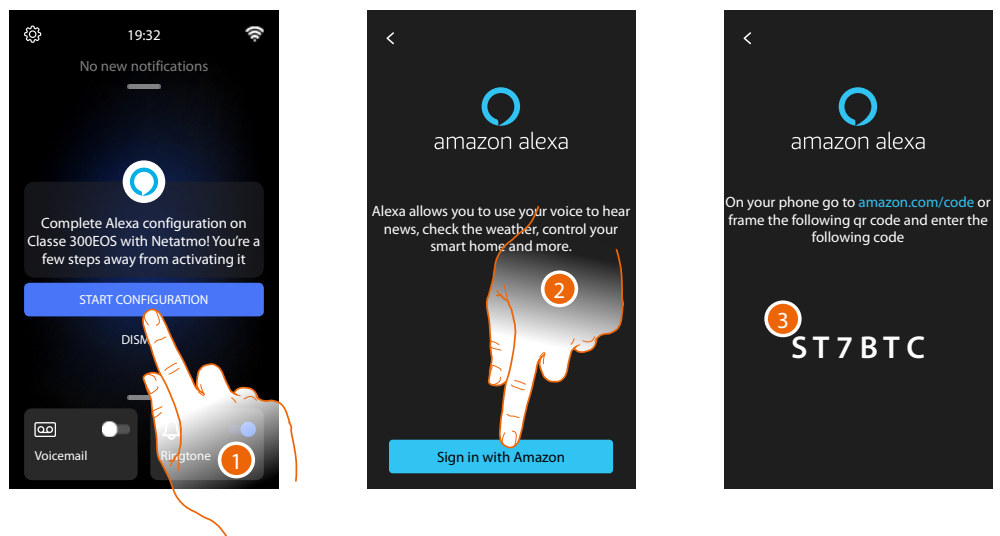 19:32
No new notifications
Complete Alexa configuration on
Classe 300EOS with Netatmo! You're a
few steps away from activating it
START CONFIGURATION
Voicemail
Ringtone
1
amazon alexa
Alexa allows you to use your voice to hear
news, check the weather, control your
smart home and more.
2
Sign in with Amazon
amazon alexa
On your phone go to amazon.com/code or
frame the following qr code and enter the
following code
3
ST7BTC